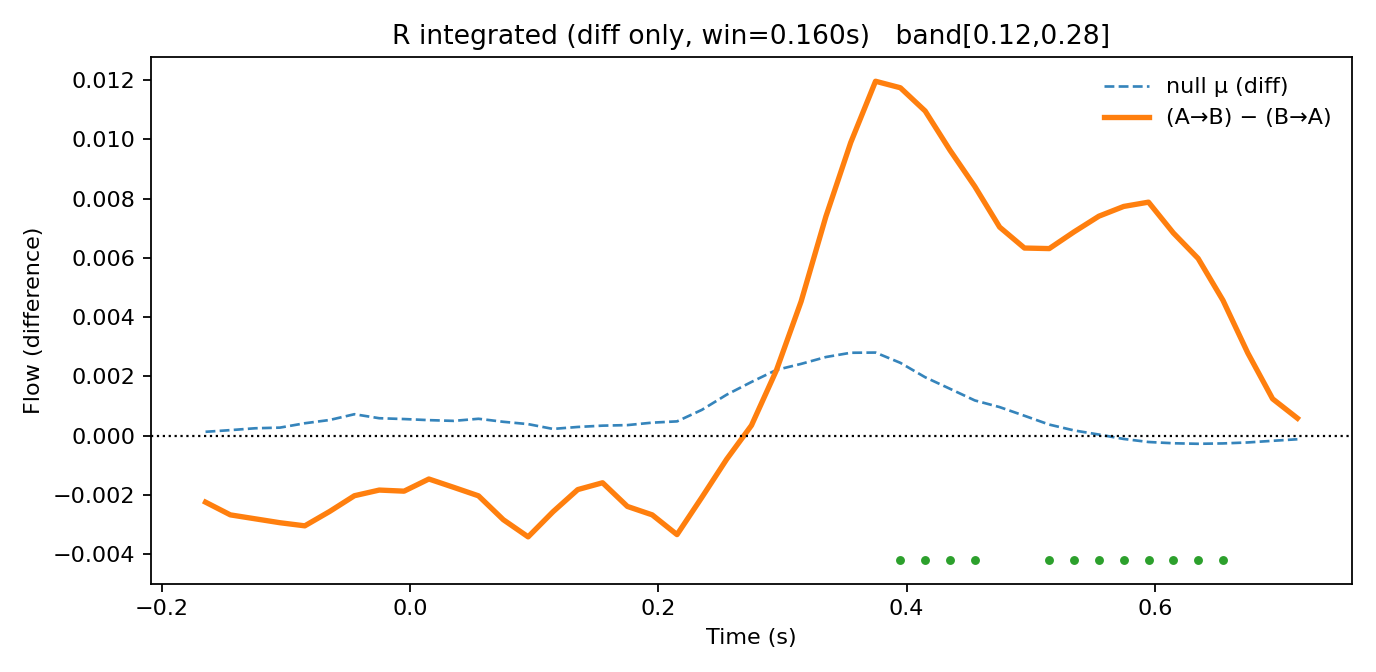 R integrated (diff only, win=0.160s)   band[0.12,0.28]
null μ (diff)
(A→B) − (B→A)
Flow (difference)
0.012
0.010
0.008
0.006
0.004
0.002
0.000
−0.002
−0.004
−0.2
0.0
0.2
0.4
0.6
Time (s)